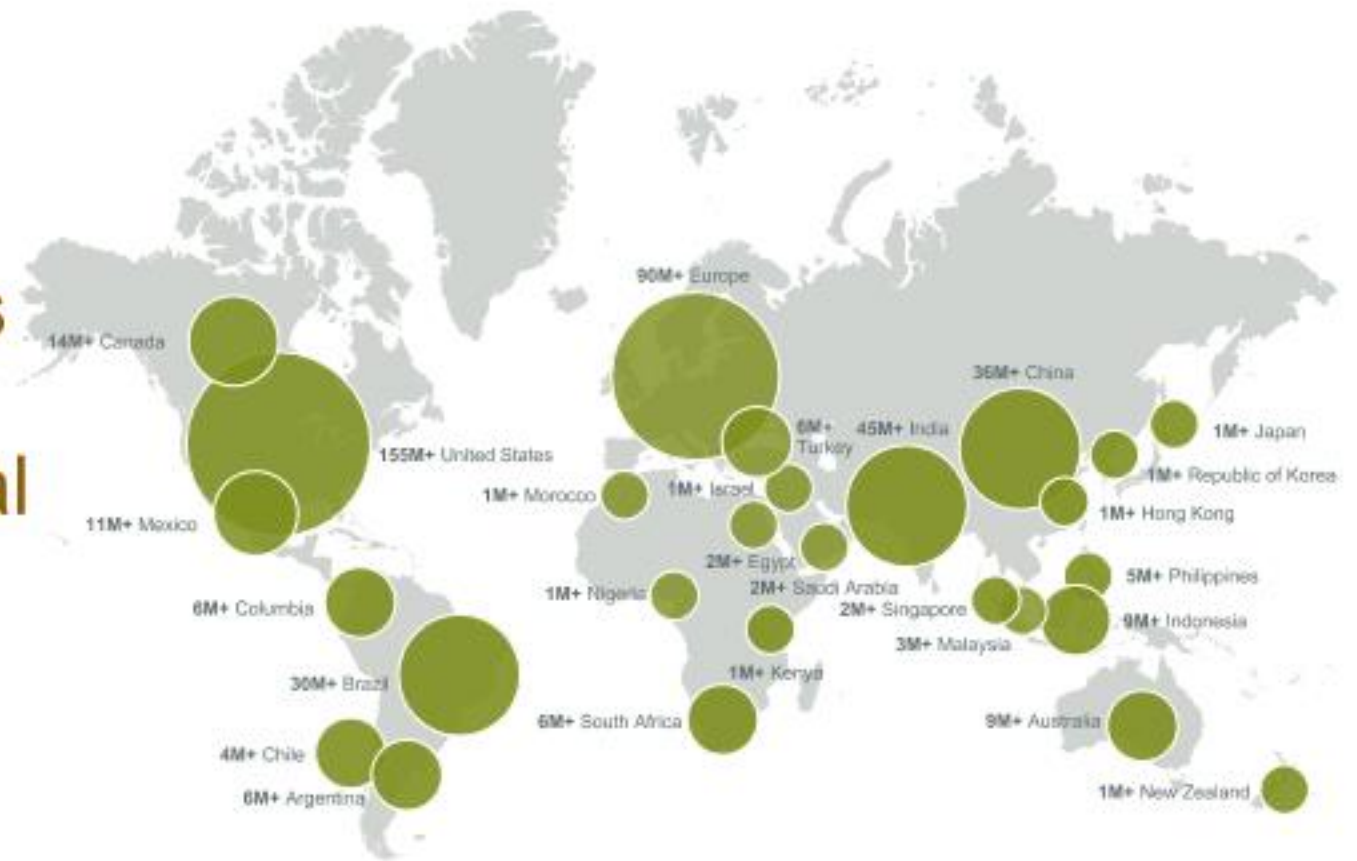 s
al
90M+ Europe
14M+ Canada
36M+ China
6M+
Turkey
45M+ India
1M+ Japan
155M+ United States
1M+ Republic of Korea
1M+ Morocco
1M+ Israel
11M+ Mexico
1M+ Hong Kong
2M+ Egypt
5M+ Philippines
2M+ Saudi Arabia
1M+ Nigeria
6M+ Columbia
2M+ Singapore
9M+ Indonesia
3M+ Malaysia
1M+ Kenya
30M+ Brazil
6M+ South Africa
9M+ Australia
4M+ Chile
6M+ Argentina
1M+ New Zealand